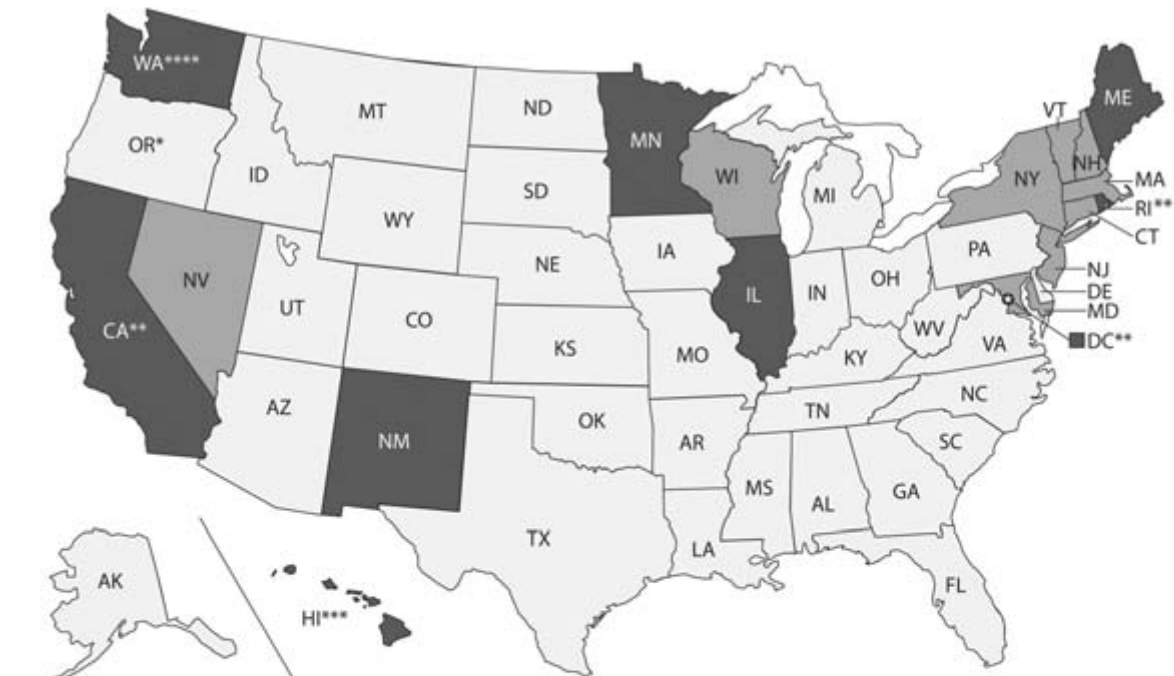 WA****
ME
MT
ND
VT
MN
OR*
NH
ID
WI
NY
MA
SD
MI
RI**
WY
CT
IA
PA
NE
NJ
NV
OH
DE
IL
IN
UT
MD
CO
WV
CA**
DC**
VA
KS
MO
KY
NC
AZ
TN
OK
NM
AR
SC
MS
GA
AL
TX
LA
AK
FL
HI***